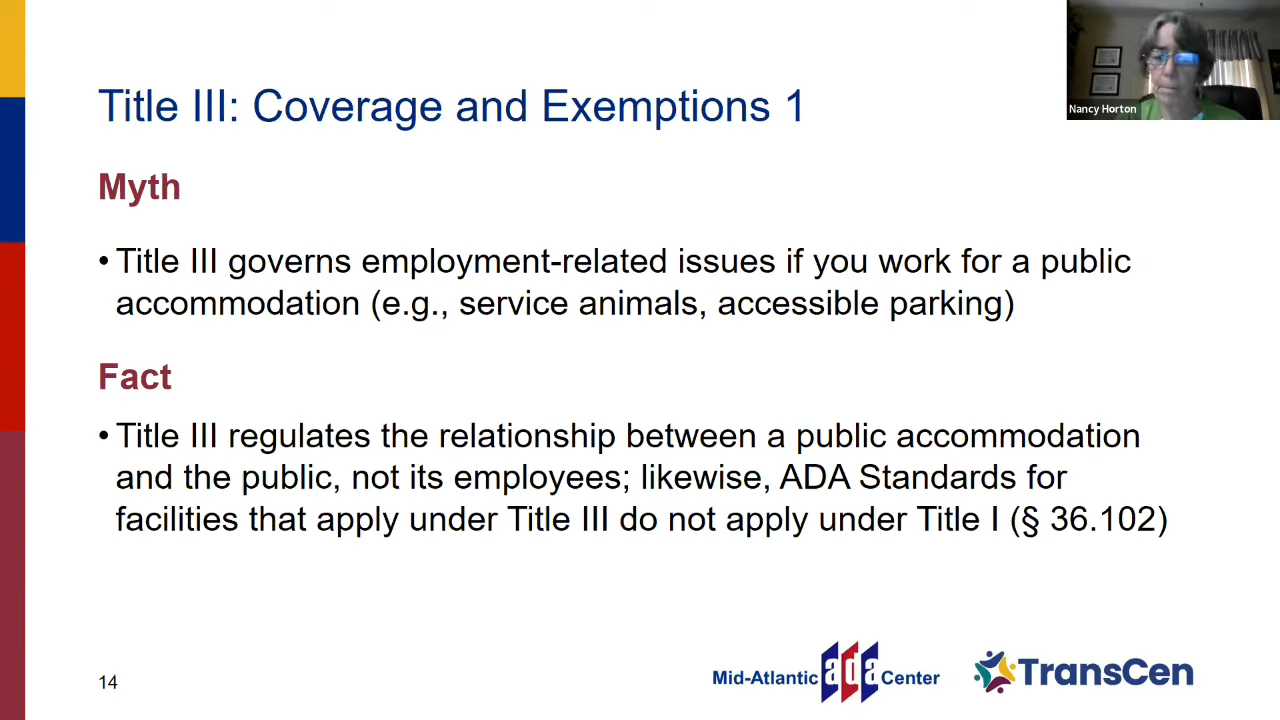 Title III: Coverage and Exemptions 1
Nancy Horton
Myth
• Title III governs employment-related issues if you work for a public
accommodation (e.g., service animals, accessible parking)
Fact
• Title III regulates the relationship between a public accommodation
and the public, not its employees; likewise, ADA Standards for
facilities that apply under Title III do not apply under Title I (§ 36.102)
14
Mid-Atlantic ada Center
TransCen